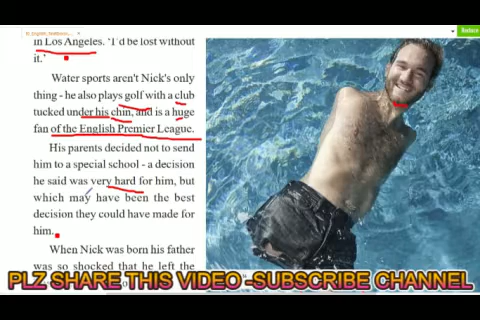 in Los Angeles. 'I'd be lost without
it.'
Water sports aren't Nick's only
thing - he also plays golf with a club
tucked under his chin, and is a huge
fan of the English Premier League.
His parents decided not to send
him to a special school - a decision
he said was very hard for him, but
which may have been the best
decision they could have made for
him.
When Nick was born his father
was so shocked that he left the
PLZ SHARE THIS VIDEO -SUBSCRIBE CHANNEL